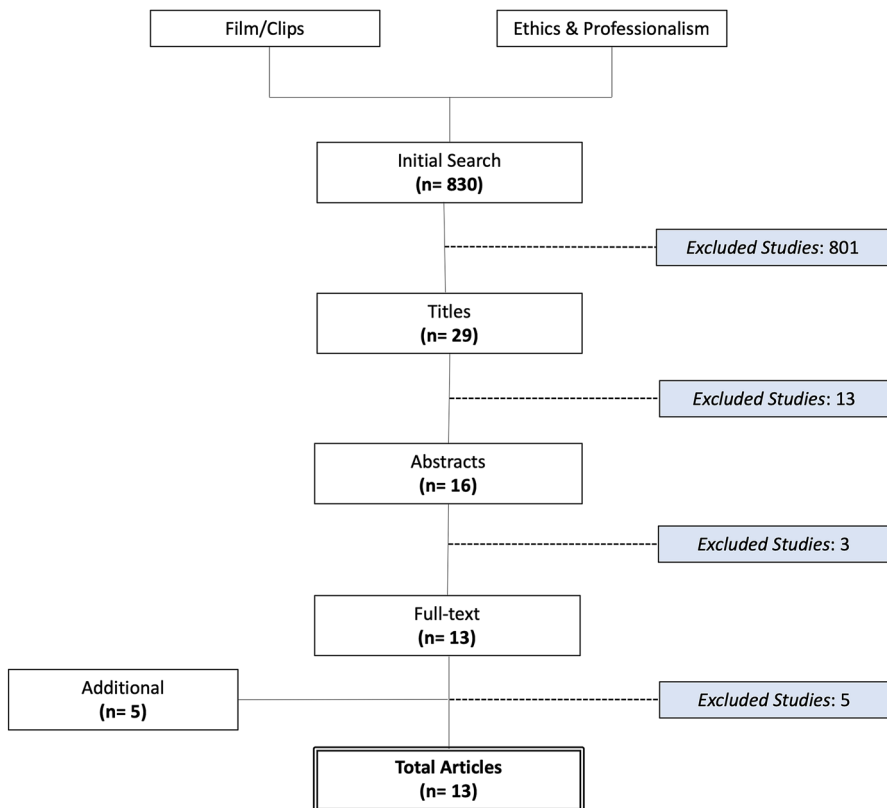 Film/Clips
Ethics & Professionalism
Initial Search
(n= 830)
Excluded Studies: 801
Titles
(n= 29)
Excluded Studies: 13
Abstracts
(n= 16)
Excluded Studies: 3
Full-text
(n= 13)
Additional
(n= 5)
Excluded Studies: 5
Total Articles
(n= 13)